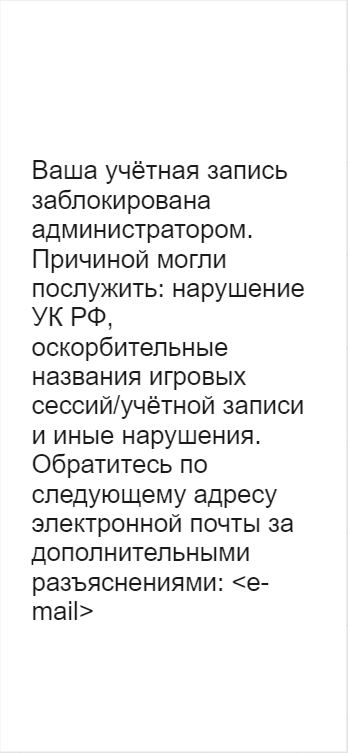 Ваша учётная запись
заблокирована
администратором.
Причиной могли
послужить: нарушение
УК РФ,
оскорбительные
названия игровых
сессий/учётной записи
и иные нарушения.
Обратитесь по
следующему адресу
электронной почты за
дополнительными
разъяснениями: <e-
mail>